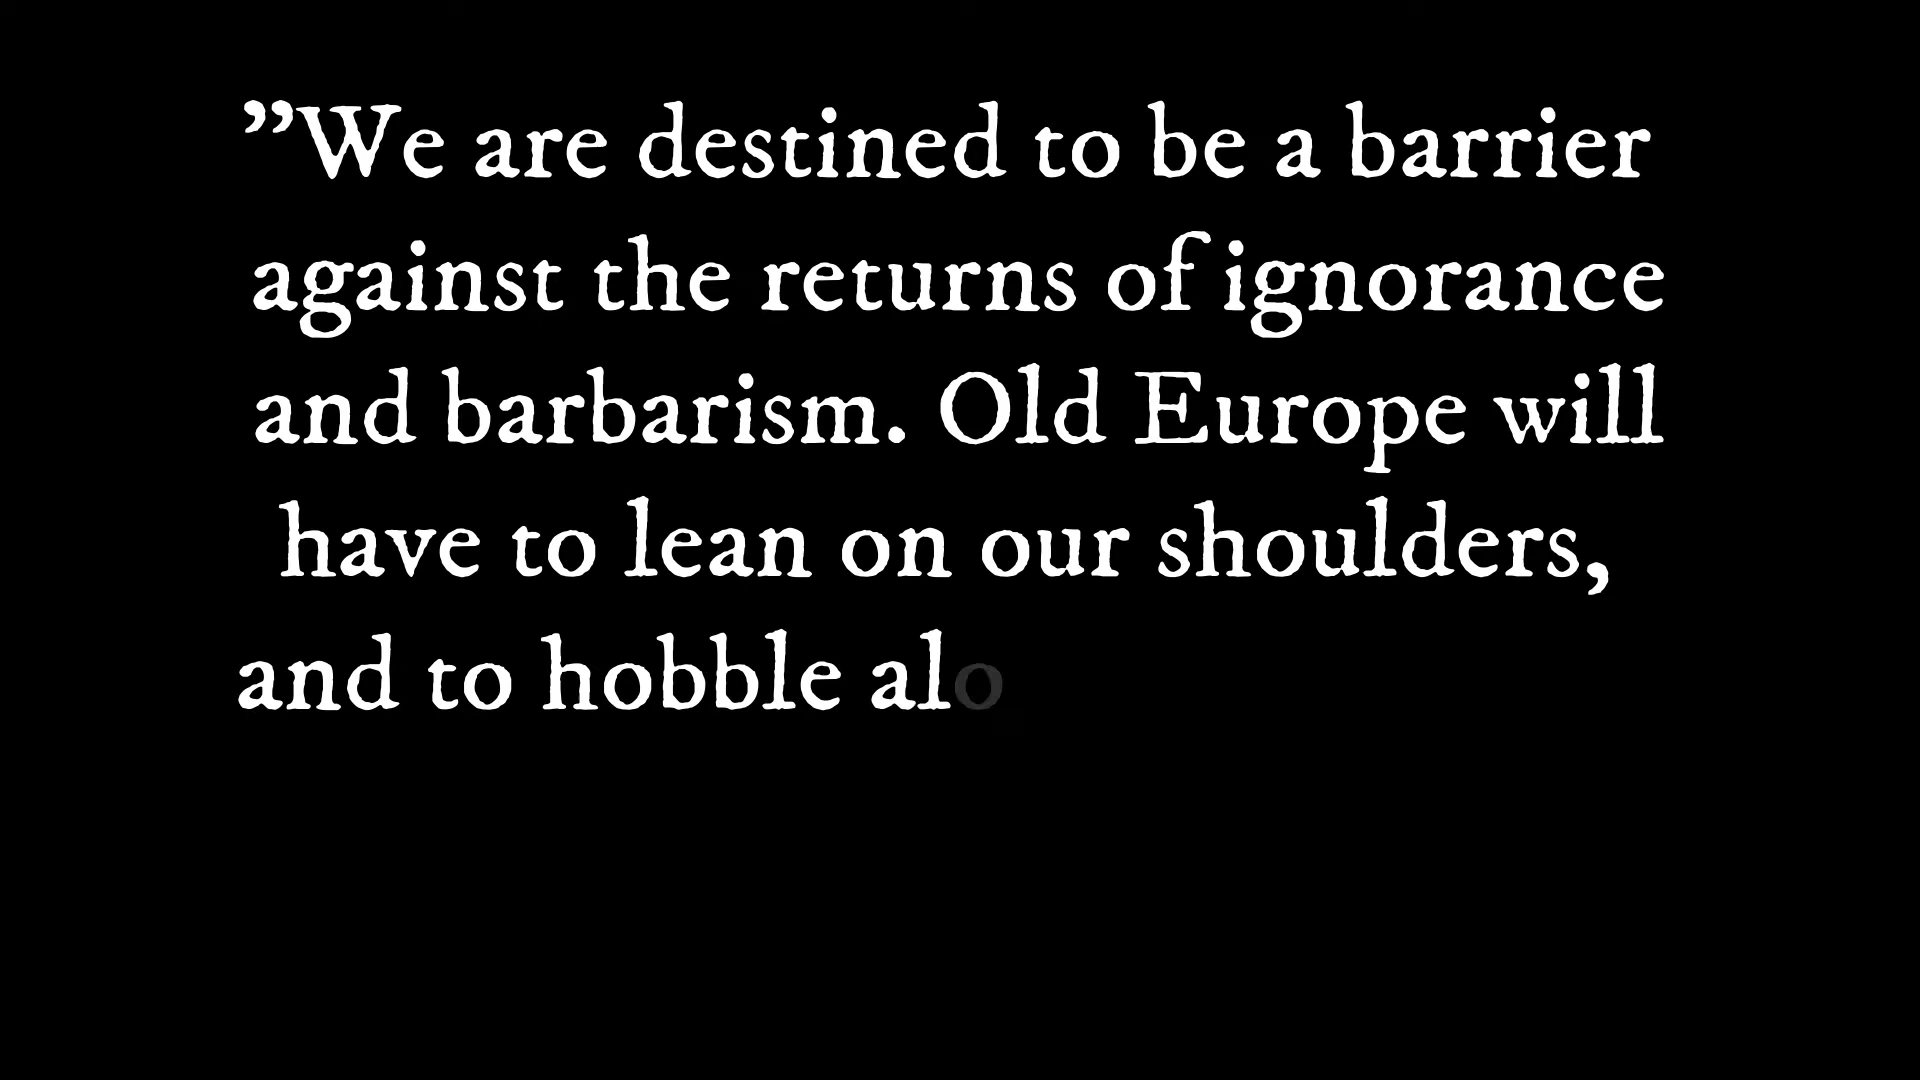 ”We are destined to be a barrier
against the returns of ignorance
and barbarism. Old Europe will
have to lean on our shoulders,
and to hobble alo